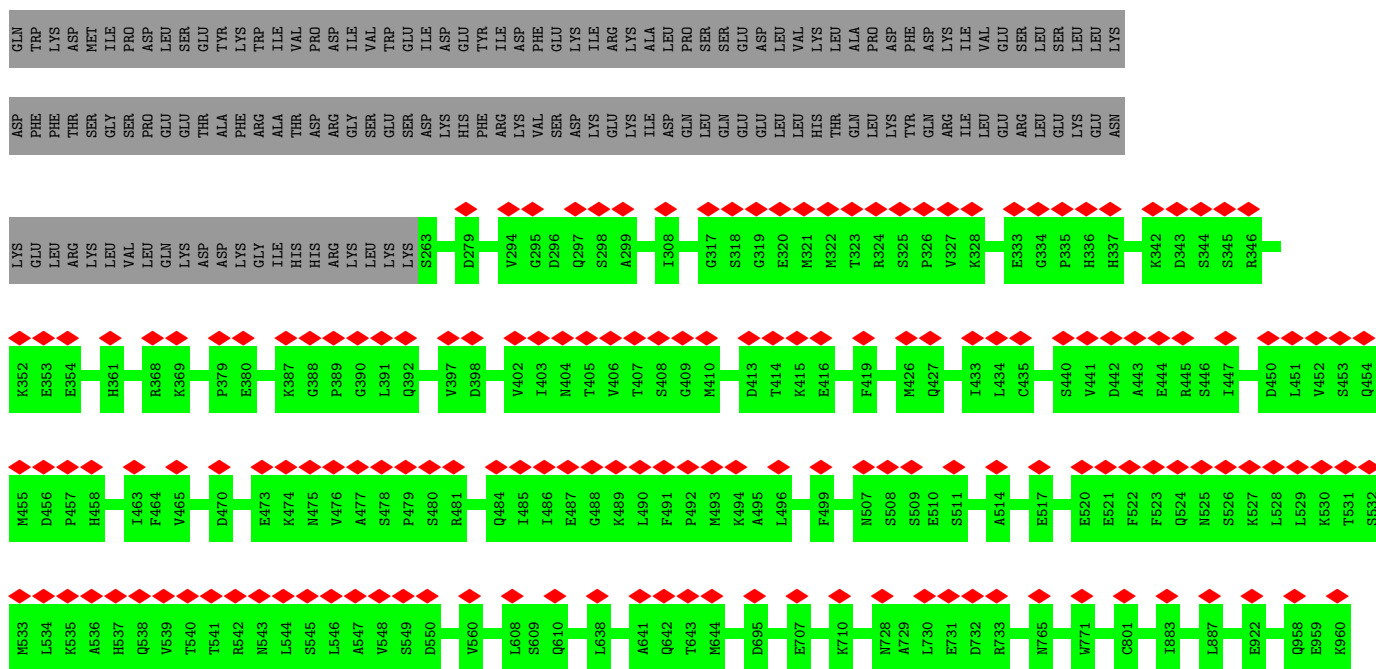 GLN TRP LYS ASP MET ILE PRO ASP LEU SER GLU TYR LYS TRP ILE VAL PRO ASP ILE VAL TRP GLU ILE ASP GLU TYR ILE ASP PHE GLU LYS ILE ARG LYS ALA LEU PRO SER SER GLU ASP LEU VAL LYS LEU ALA PRO ASP PHE ASP LYS ILE VAL GLU SER LEU SER LEU LEU LYS
ASP PHE PHE THR SER MET GLY SER PRO GLU GLU THR ALA PHE ARG ALA THR ASP ARG GLY SER GLU SER ASP LYS HIS PHE ARG LYS VAL SER ASP LYS GLU LYS ILE ASP GLN LEU GLN GLU GLU LEU LEU HIS THR GLN LEU LYS TYR GLN ARG ILE LEU GLU ARG LEU GLU LYS GLU ASN
LYS GLU LEU ARG LYS LEU VAL LEU GLN LYS ASP ASP LYS GLY ILE HIS HIS ARG LYS LEU LYS LYS S263 D279 V294 G295 D296 Q297 S298 A299 I308 G317 S318 G319 E320 M321 M322 T323 R324 S325 P326 V327 K328 E333 G334 P335 H336 H337 K342 D343 S344 S345 R346
K352 E353 E354 H361 R368 K369 P379 E380 K387 G388 P389 G390 L391 Q392 V397 D398 V402 I403 N404 T405 V406 T407 S408 G409 M410 D413 T414 K415 E416 F419 M426 Q427 I433 L434 C435 S440 V441 D442 A443 E444 R445 S446 I447 D450 L451 V452 S453 Q454
M455 D456 P457 H458 I463 F464 V465 D470 E473 K474 N475 V476 A477 S478 P479 S480 R481 Q484 I485 I486 E487 G488 K489 L490 F491 P492 M493 K494 A495 L496 F499 N507 S508 S509 E510 S511 A514 E517 E520 E521 F522 F523 Q524 N525 S526 K527 L528 L529 K530 T531 S532
M533 L534 K535 A536 H537 Q538 V539 T540 T541 R542 N543 L544 S545 L546 A547 V548 S549 D550 V560 L608 S609 Q610 L638 A641 Q642 T643 M644 D695 E707 K710 N728 A729 L730 E731 D732 R733 N765 W771 C801 I883 L887 E922 Q958 E959 K960